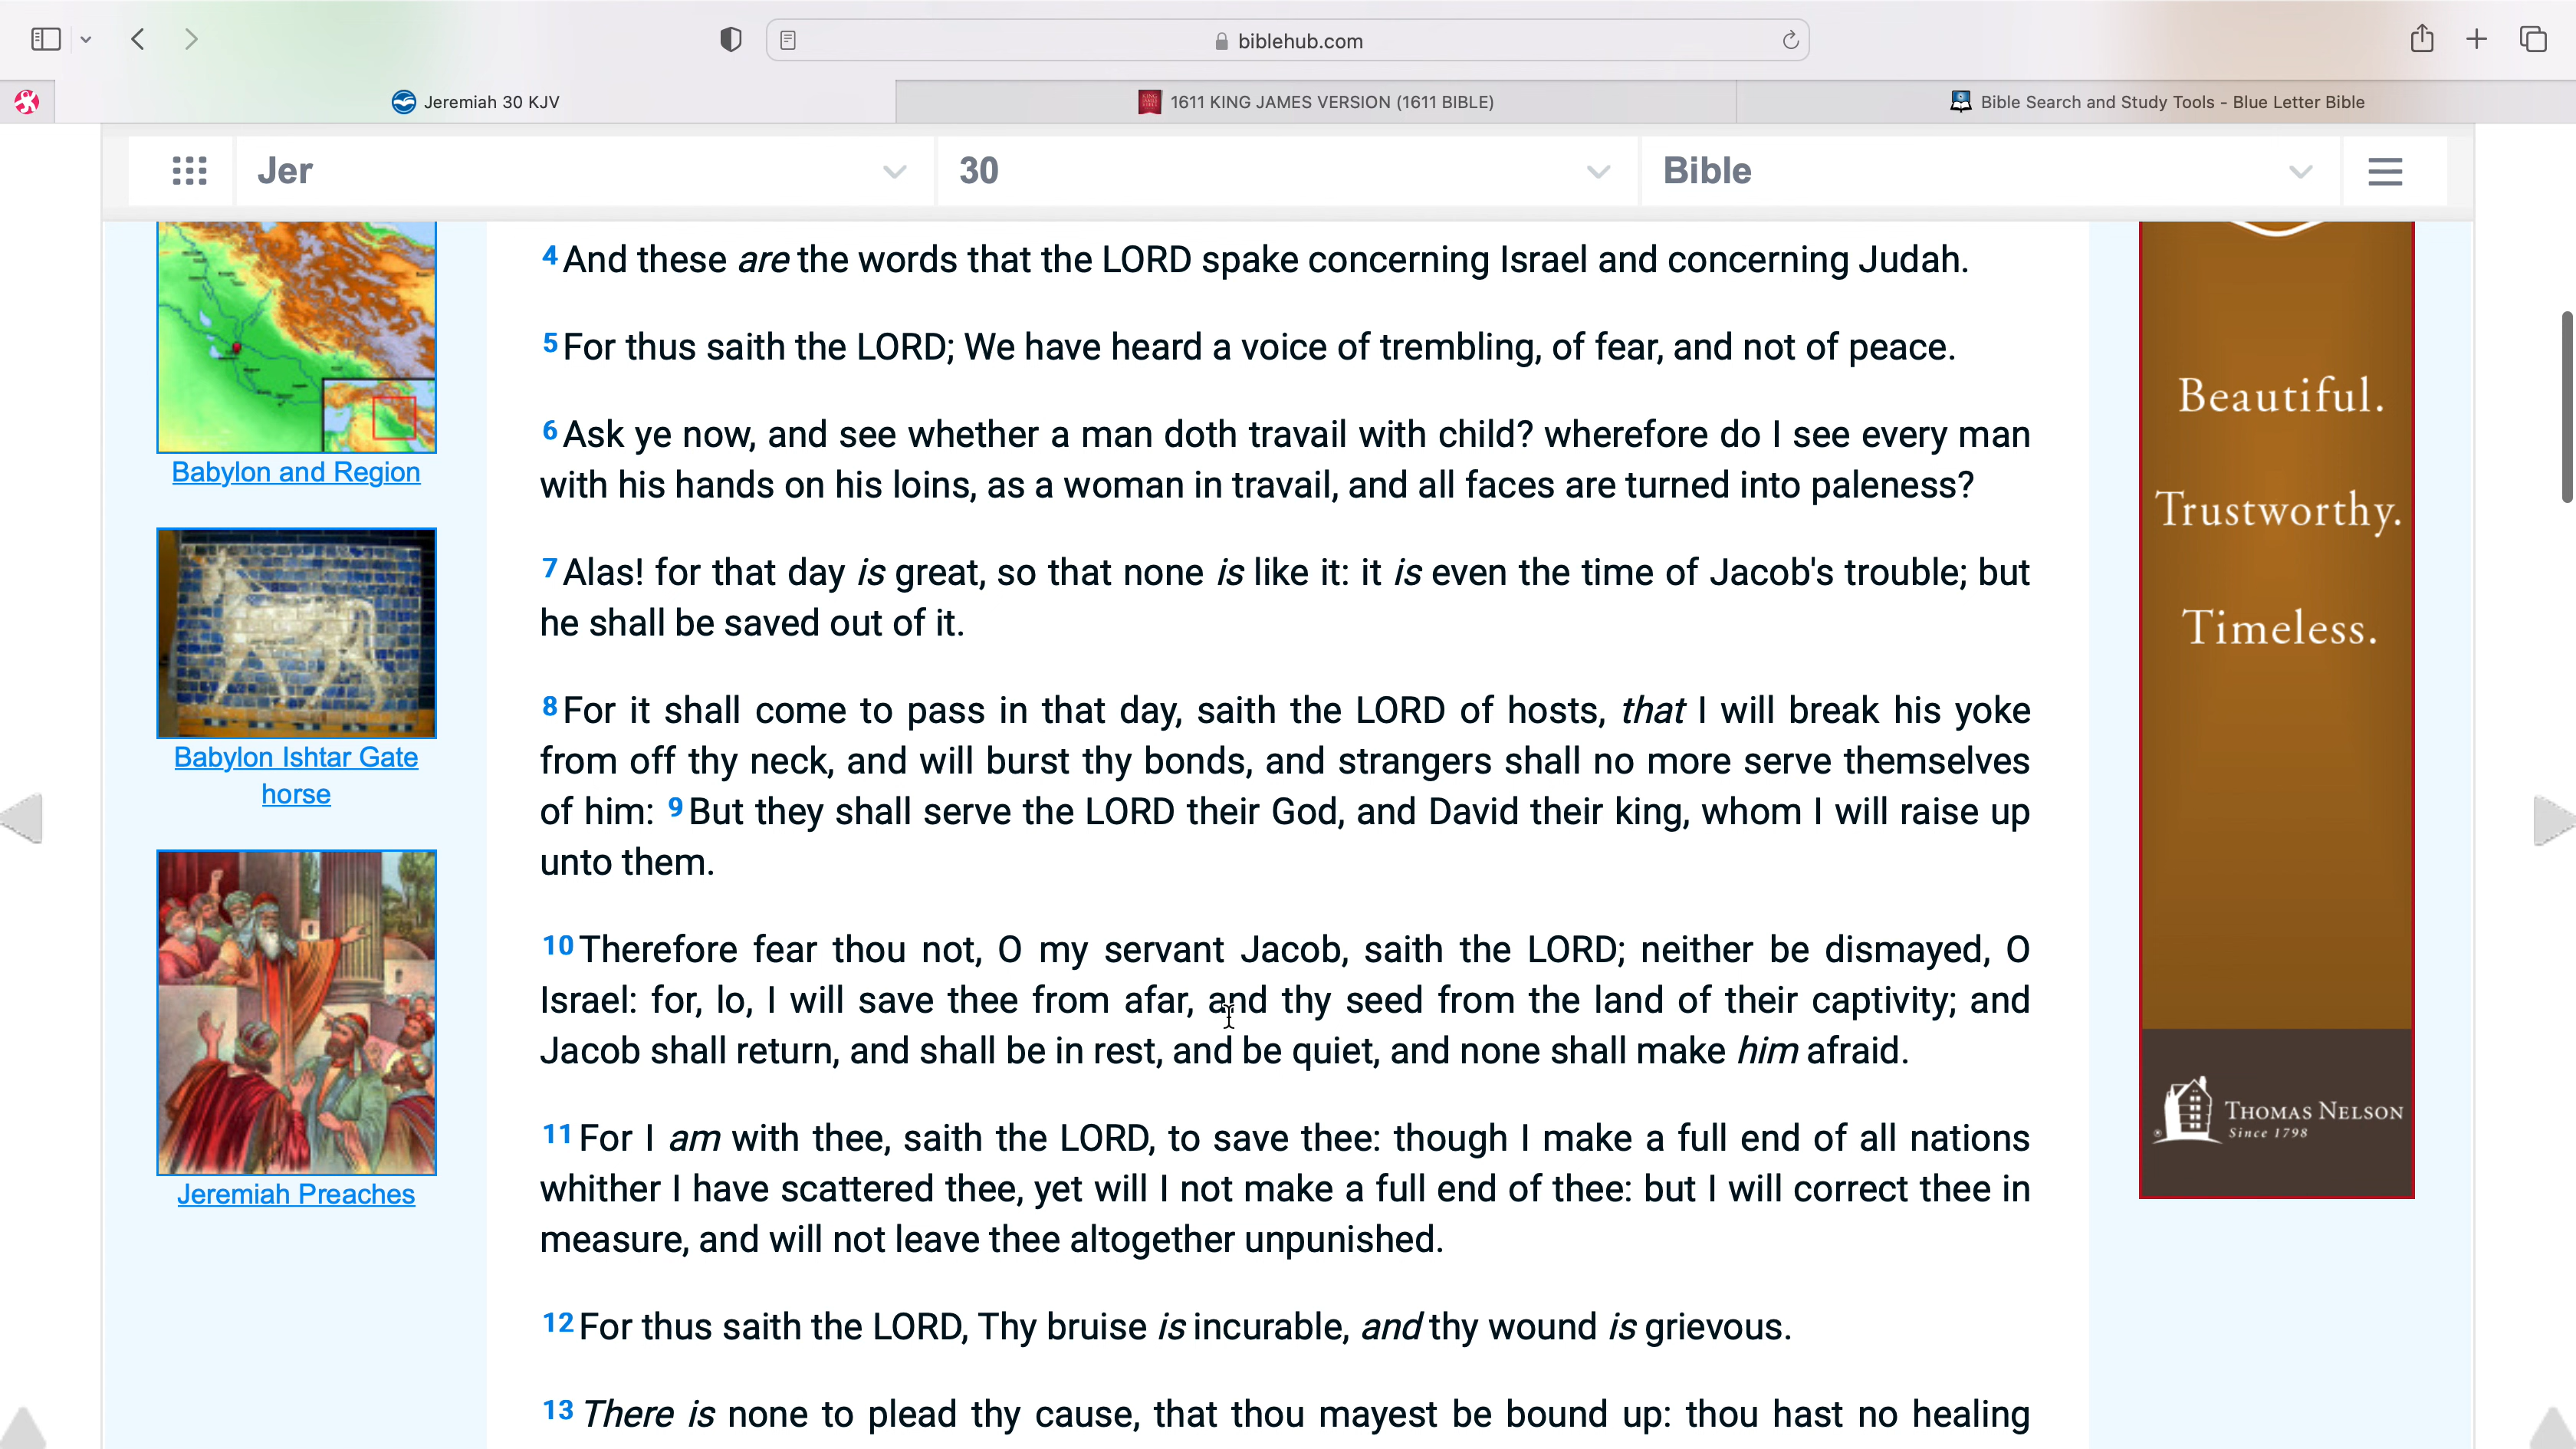 biblehub.com
Jeremiah 30 KJV
1611 KING JAMES VERSION (1611 BIBLE)
Bible Search and Study Tools - Blue Letter Bible
Jer
30
Bible
Babylon and Region
Babylon Ishtar Gate
horse
Jeremiah Preaches
4 And these are the words that the LORD spake concerning Israel and concerning Judah.
5 For thus saith the LORD; We have heard a voice of trembling, of fear, and not of peace.
6 Ask ye now, and see whether a man doth travail with child? wherefore do I see every man
with his hands on his loins, as a woman in travail, and all faces are turned into paleness?
7 Alas! for that day is great, so that none is like it: it is even the time of Jacob's trouble; but
he shall be saved out of it.
8 For it shall come to pass in that day, saith the LORD of hosts, that I will break his yoke
from off thy neck, and will burst thy bonds, and strangers shall no more serve themselves
of him: 9 But they shall serve the LORD their God, and David their king, whom I will raise up
unto them.
10 Therefore fear thou not, O my servant Jacob, saith the LORD; neither be dismayed, O
Israel: for, lo, I will save thee from afar, and thy seed from the land of their captivity; and
Jacob shall return, and shall be in rest, and be quiet, and none shall make him afraid.
11 For I am with thee, saith the LORD, to save thee: though I make a full end of all nations
whither I have scattered thee, yet will I not make a full end of thee: but I will correct thee in
measure, and will not leave thee altogether unpunished.
12 For thus saith the LORD, Thy bruise is incurable, and thy wound is grievous.
13 There is none to plead thy cause, that thou mayest be bound up: thou hast no healing
Beautiful.
Trustworthy.
Timeless.
THOMAS NELSON
Since 1798